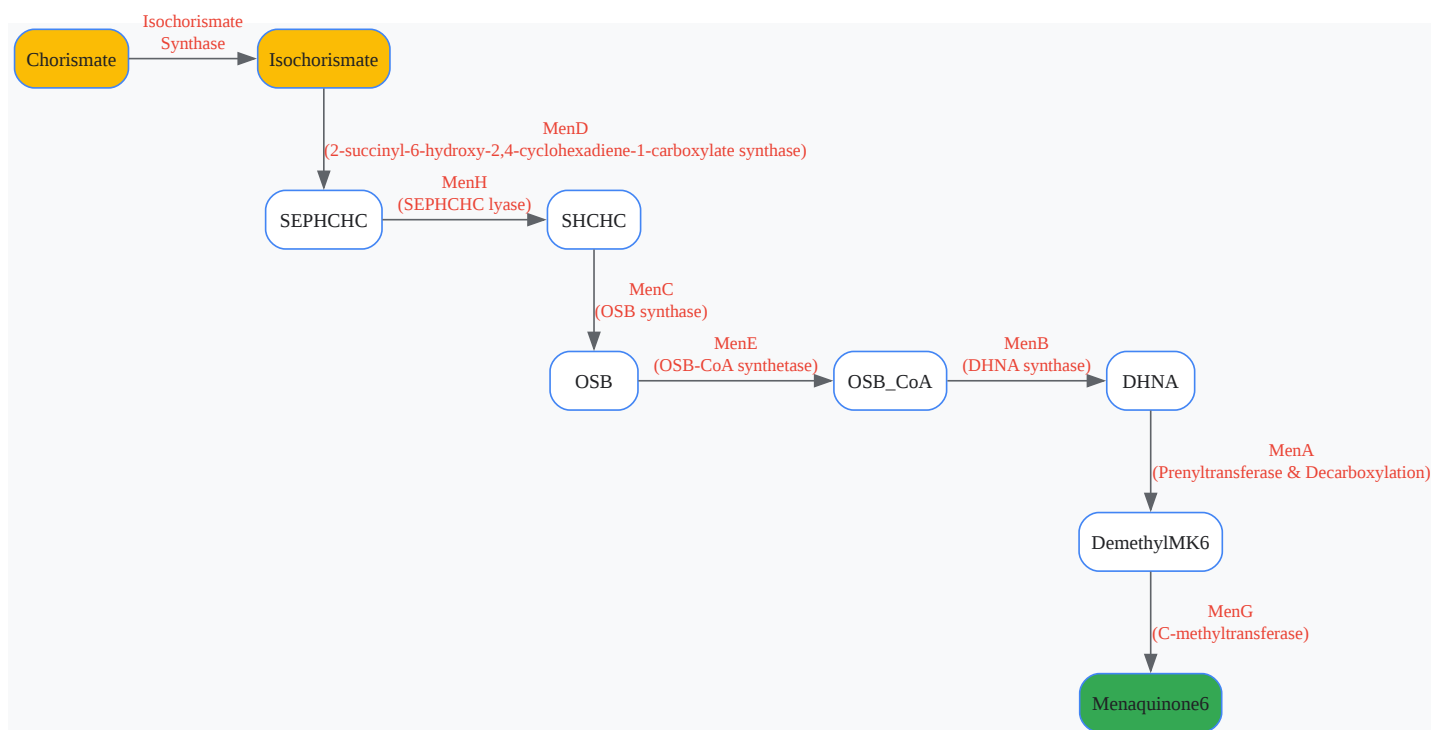 Isochorismate
Synthase
Chorismate
Isochorismate
MenD
(2-succinyl-6-hydroxy-2,4-cyclohexadiene-1-carboxylate synthase)
MenH
(SEPHCHC lyase)
SEPHCHC
SHCHC
MenC
(OSB synthase)
MenE
(OSB-CoA synthetase)
MenB
(DHNA synthase)
OSB
OSB_CoA
DHNA
MenA
(Prenyltransferase & Decarboxylation)
DemethylMK6
MenG
(C-methyltransferase)
Menaquinone6